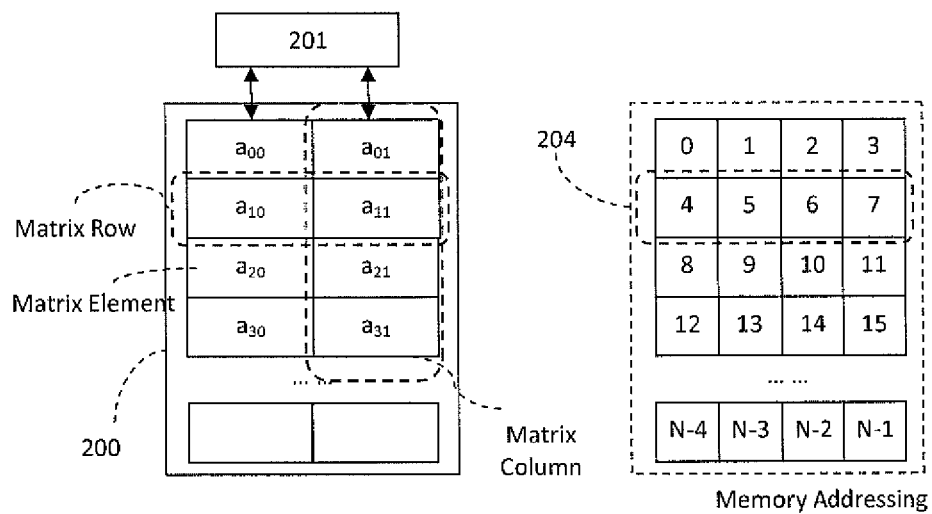 201
a₀₀ a₀₁
204
0 1 2 3
Matrix Row
a₁₀ a₁₁
4 5 6 7
Matrix Element
a₂₀ a₂₁
8 9 10 11
a₃₀ a₃₁
12 13 14 15
... ...
... ...
200
Matrix
Column
N-4 N-3 N-2 N-1
Memory Addressing